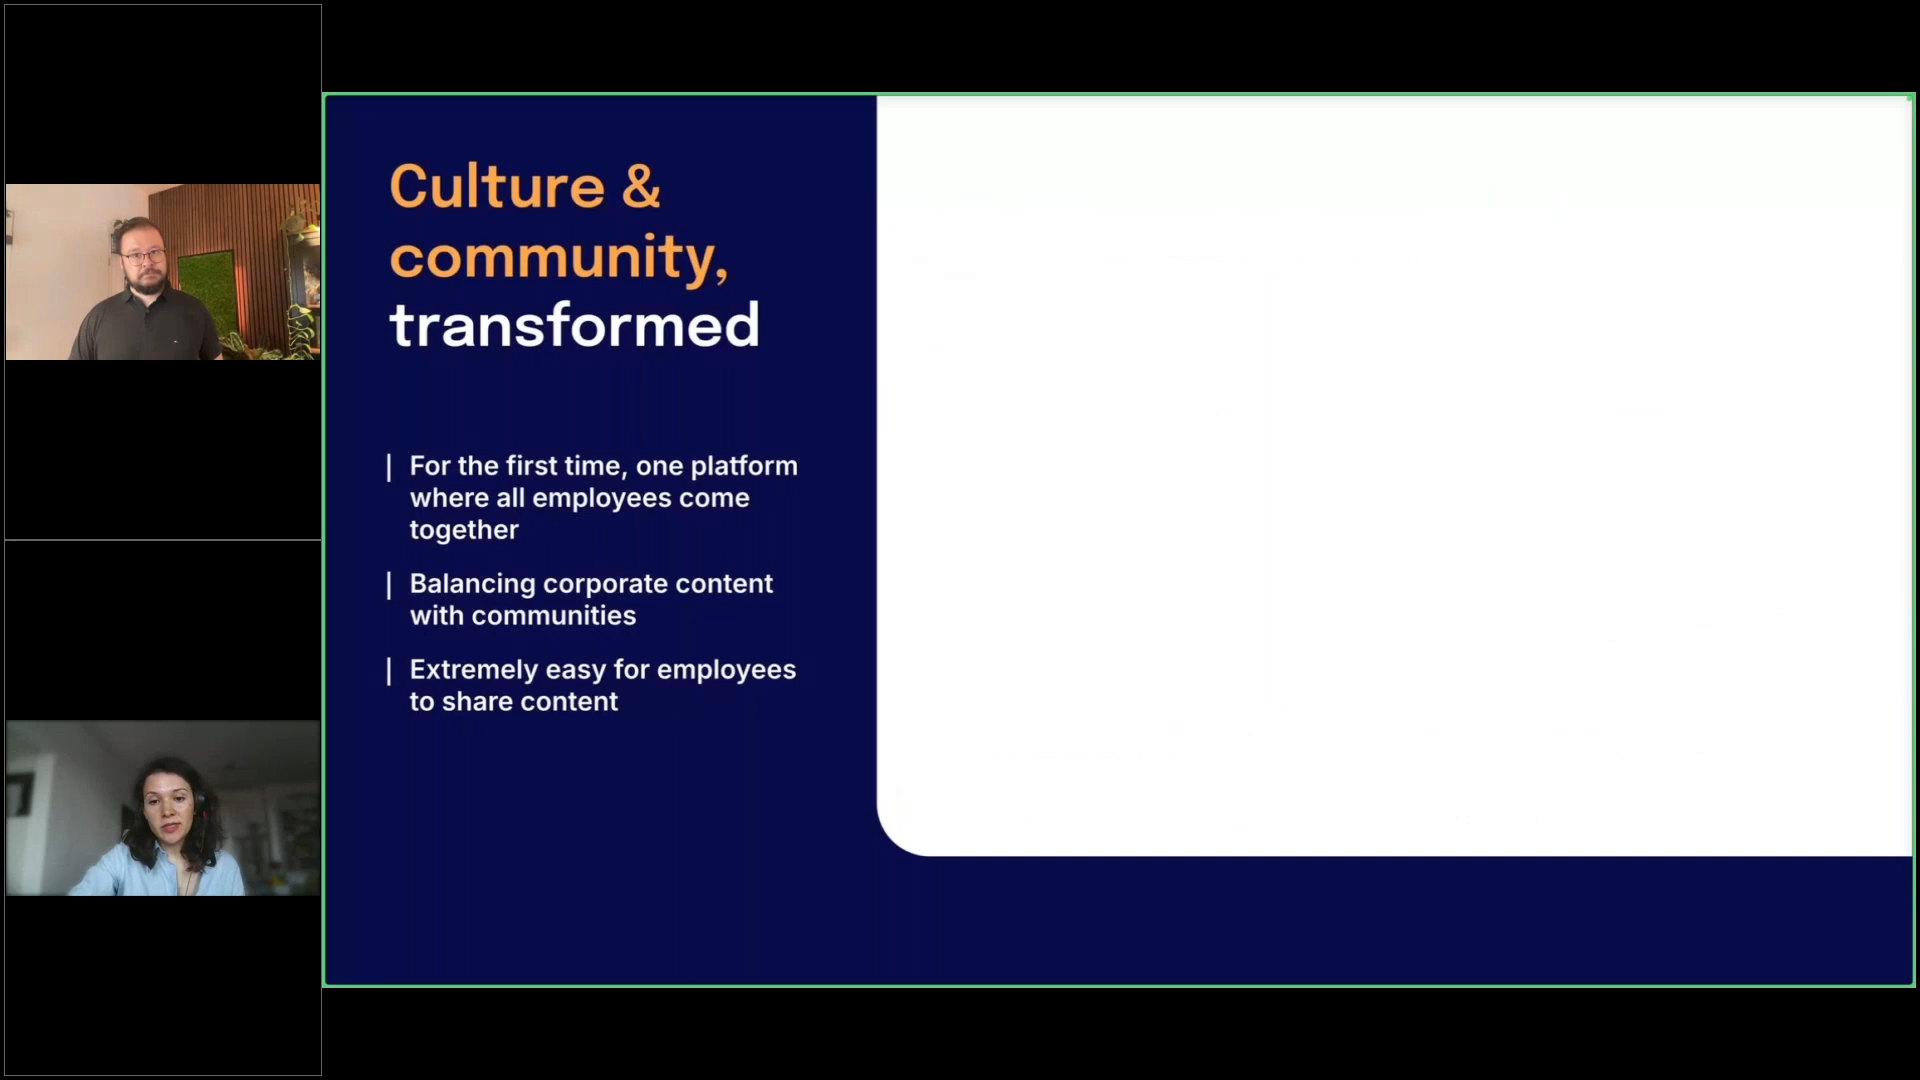 Culture &
community,
transformed
| For the first time, one platform
where all employees come
together
| Balancing corporate content
with communities
| Extremely easy for employees
to share content